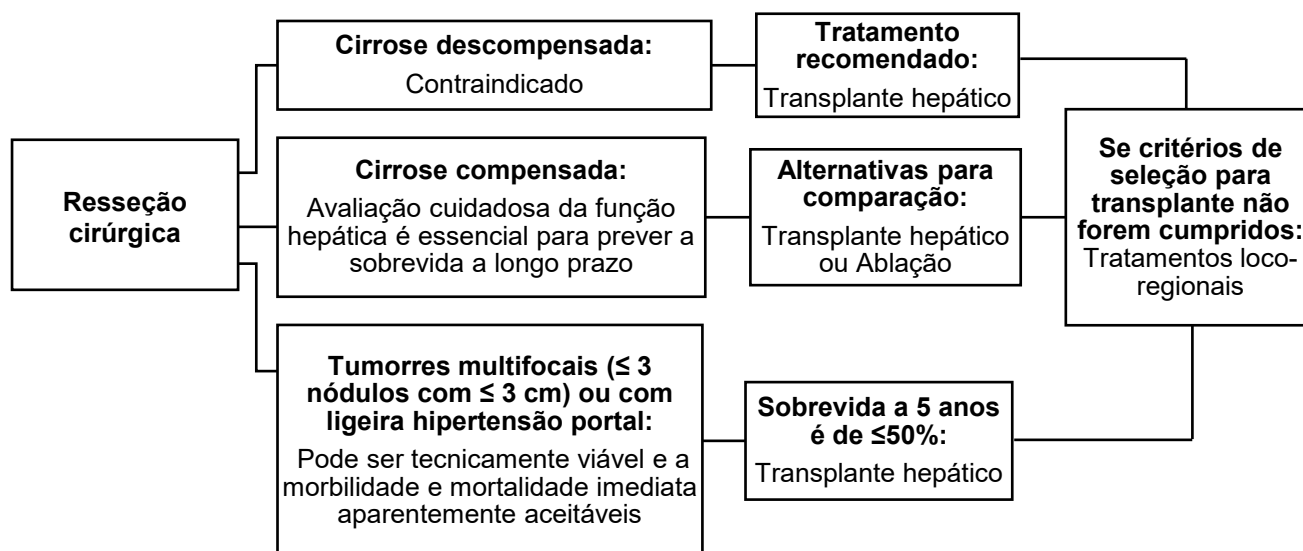 Resseção
cirúrgica
Cirrose descompensada:
Contraindicado
Tratamento
recomendado:
Transplante hepático
Cirrose compensada:
Avaliação cuidadosa da função
hepática é essencial para prever a
sobrevida a longo prazo
Alternativas para
comparação:
Transplante hepático
ou Ablação
Tumorres multifocais (≤ 3
nódulos com ≤ 3 cm) ou com
ligeira hipertensão portal:
Pode ser tecnicamente viável e a
morbilidade e mortalidade imediata
aparentemente aceitáveis
Sobrevida a 5 anos
é de ≤50%:
Transplante hepático
Se critérios de
seleção para
transplante não
forem cumpridos:
Tratamentos loco-
regionais